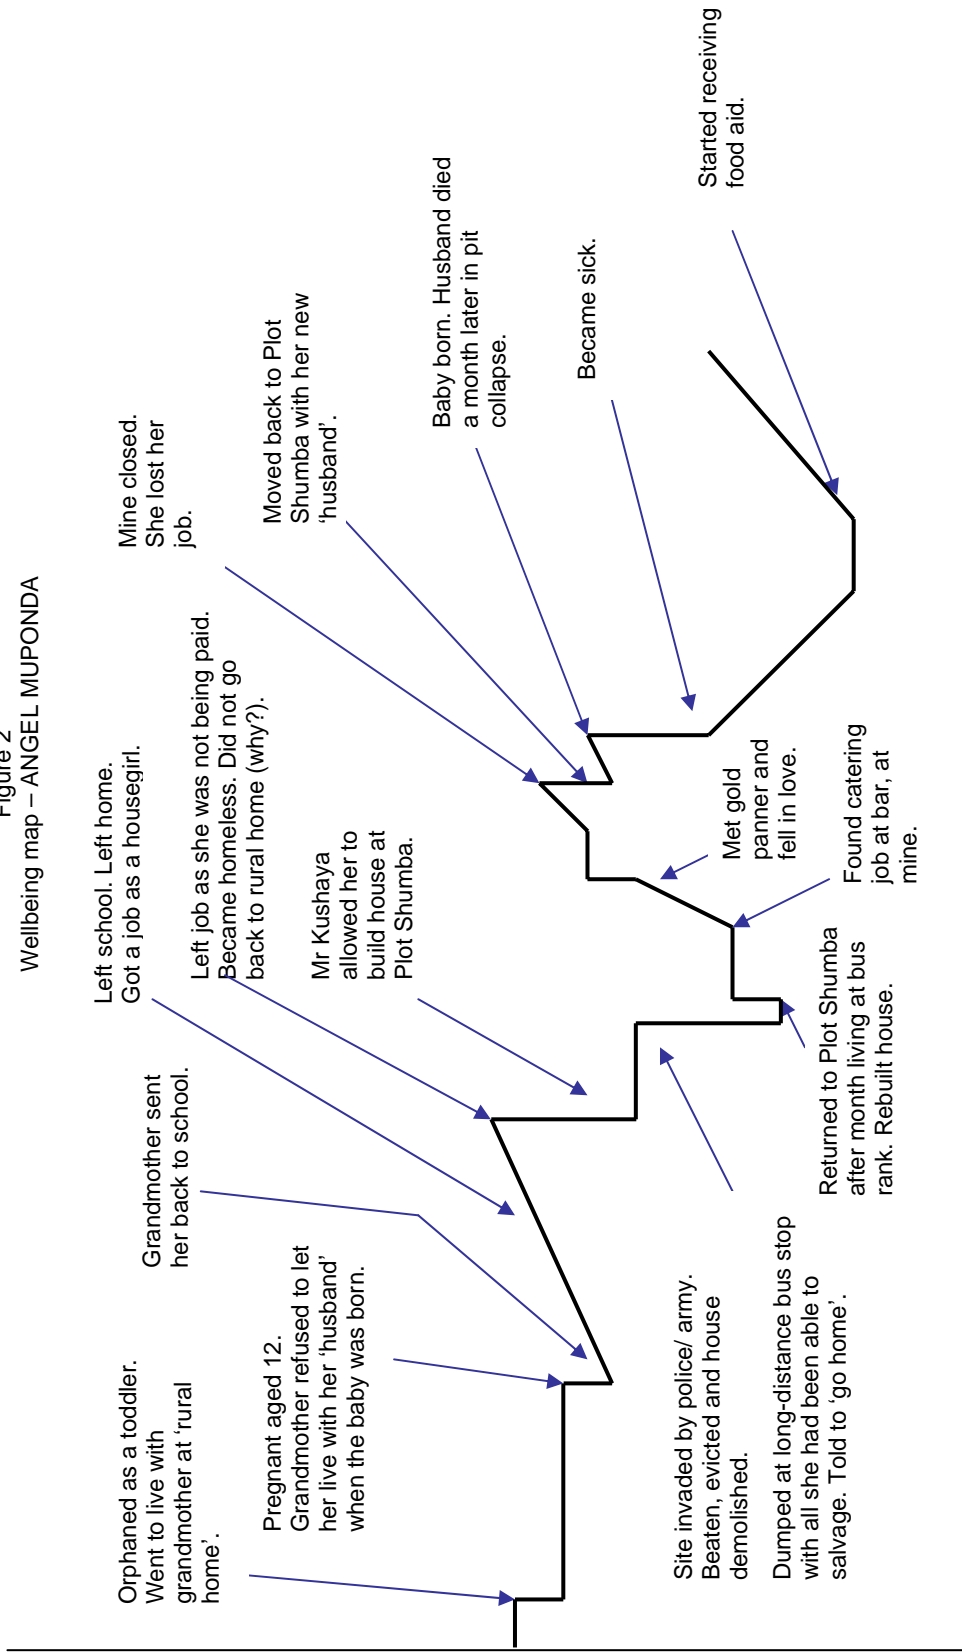 Figure 2
Wellbeing map – ANGEL MUPONDA
Orphaned as a toddler.
Went to live with
grandmother at ‘rural
home’.
Pregnant aged 12.
Grandmother refused to let
her live with her ‘husband’
when the baby was born.
Grandmother sent
her back to school.
Left school. Left home.
Got a job as a housegirl.
Left job as she was not being paid.
Became homeless. Did not go
back to rural home (why?).
Mr Kushaya
allowed her to
build house at
Plot Shumba.
Site invaded by police/ army.
Beaten, evicted and house
demolished.
Dumped at long-distance bus stop
with all she had been able to
salvage. Told to ‘go home’.
Returned to Plot Shumba
after month living at bus
rank. Rebuilt house.
Found catering
job at bar, at
mine.
Met gold
panner and
fell in love.
Mine closed.
She lost her
job.
Moved back to Plot
Shumba with her new
‘husband’.
Baby born. Husband died
a month later in pit
collapse.
Became sick.
Started receiving
food aid.